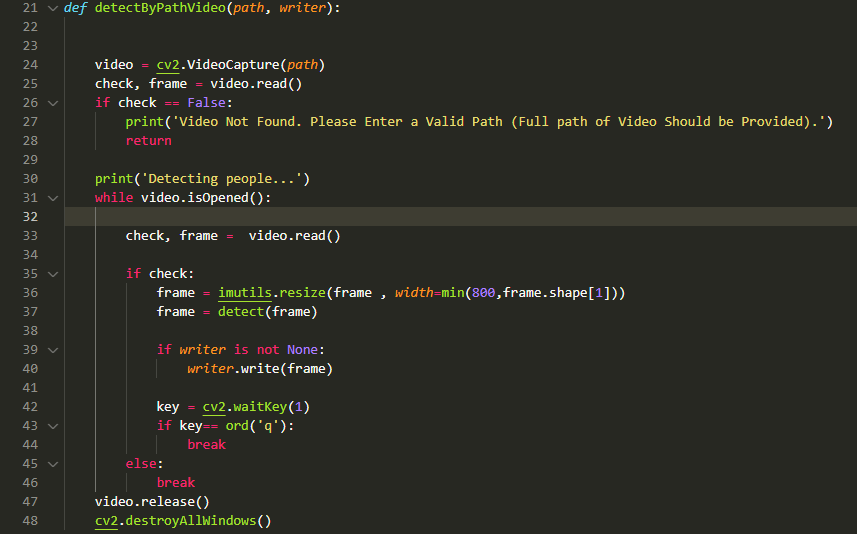 21 def detectByPathVideo(path, writer):
22
23
24     video = cv2.VideoCapture(path)
25     check, frame = video.read()
26     if check == False:
27         print('Video Not Found. Please Enter a Valid Path (Full path of Video Should be Provided).')
28         return
29
30     print('Detecting people...')
31     while video.isOpened():
32
33         check, frame =  video.read()
34
35         if check:
36             frame = imutils.resize(frame , width=min(800,frame.shape[1]))
37             frame = detect(frame)
38
39             if writer is not None:
40                 writer.write(frame)
41
42             key = cv2.waitKey(1)
43             if key== ord('q'):
44                 break
45         else:
46             break
47     video.release()
48     cv2.destroyAllWindows()